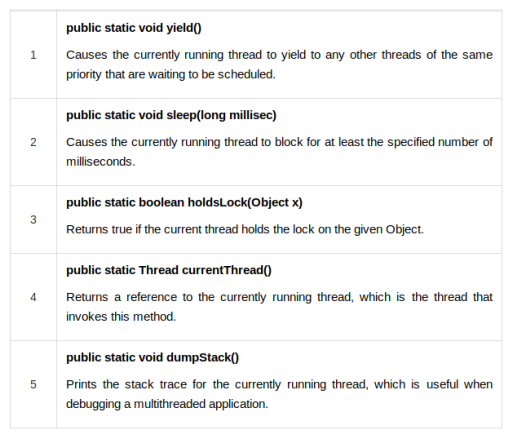 public static void yield()
1
Causes the currently running thread to yield to any other threads of the same
priority that are waiting to be scheduled.
public static void sleep(long millisec)
2
Causes the currently running thread to block for at least the specified number of
milliseconds.
public static boolean holdsLock(Object x)
3
Returns true if the current thread holds the lock on the given Object.
public static Thread currentThread()
4
Returns a reference to the currently running thread, which is the thread that
invokes this method.
public static void dumpStack()
5
Prints the stack trace for the currently running thread, which is useful when
debugging a multithreaded application.